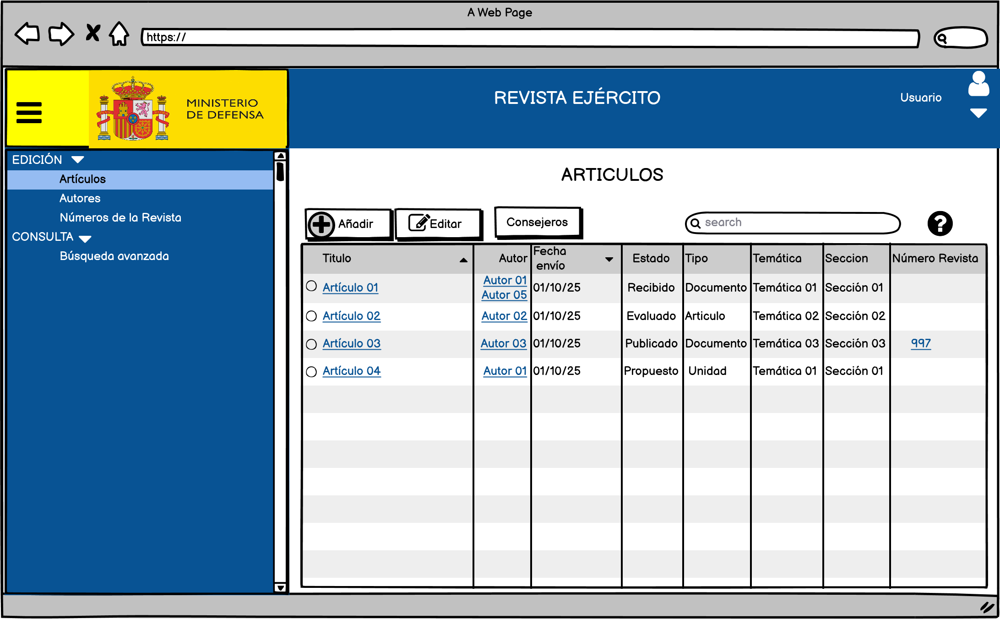 A Web Page
https://
MINISTERIO
DE DEFENSA
REVISTA EJÉRCITO
Usuario
EDICIÓN
Artículos
Autores
Números de la Revista
CONSULTA
Búsqueda avanzada
ARTICULOS
Añadir Editar Consejeros search ?
Titulo Autor Fecha envío Estado Tipo Temática Seccion Número Revista
Artículo 01 Autor 01 Autor 05 01/10/25 Recibido Documento Temática 01 Sección 01
Artículo 02 Autor 02 01/10/25 Evaluado Articulo Temática 02 Sección 02
Artículo 03 Autor 03 01/10/25 Publicado Documento Temática 03 Sección 03 997
Artículo 04 Autor 01 01/10/25 Propuesto Unidad Temática 01 Sección 01